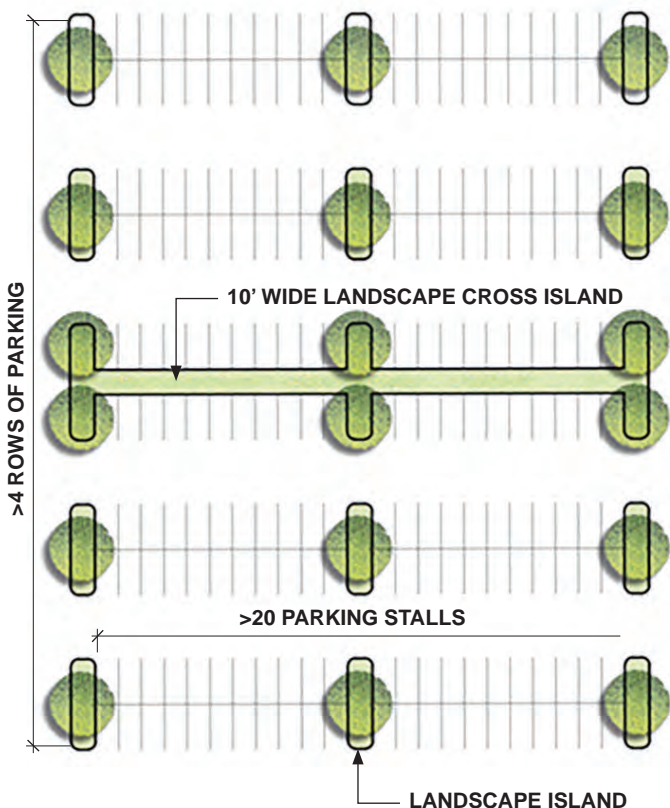 10’ WIDE LANDSCAPE CROSS ISLAND
>4 ROWS OF PARKING
>20 PARKING STALLS
LANDSCAPE ISLAND